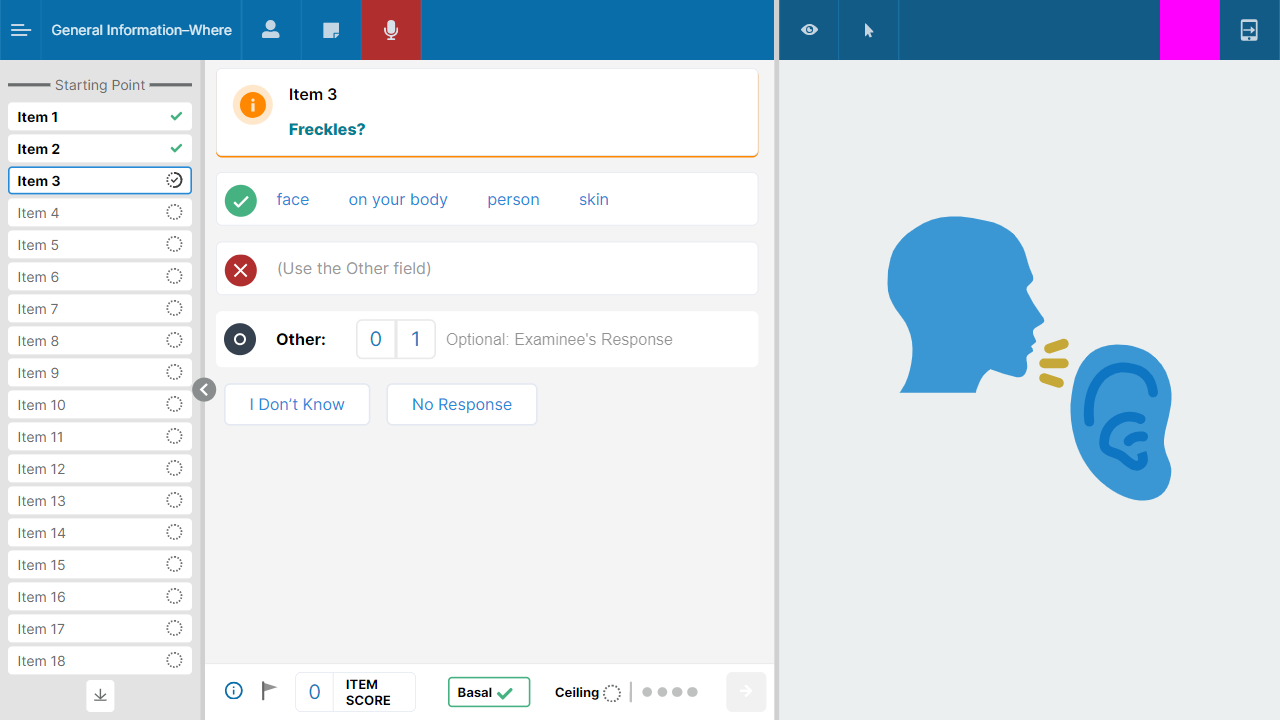 General Information–Where
Starting Point
Item 1
Item 2
Item 3
Item 4
Item 5
Item 6
Item 7
Item 8
Item 9
Item 10
Item 11
Item 12
Item 13
Item 14
Item 15
Item 16
Item 17
Item 18
Item 3
Freckles?
face on your body person skin
(Use the Other field)
Other: 0 1 Optional: Examinee's Response
I Don’t Know No Response
0 ITEM SCORE Basal Ceiling